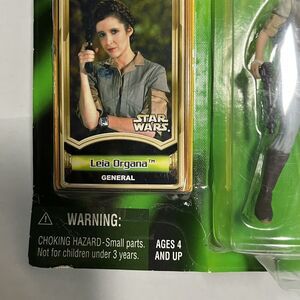 STAR
WARS
Leia Organa™
GENERAL
WARNING:
CHOKING HAZARD-Small parts.
Not for children under 3 years.
AGES 4
AND UP